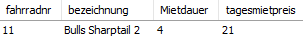 fahrradnr bezeichnung Mietdauer tagesmietpreis
11 Bulls Sharptail 2 4 21